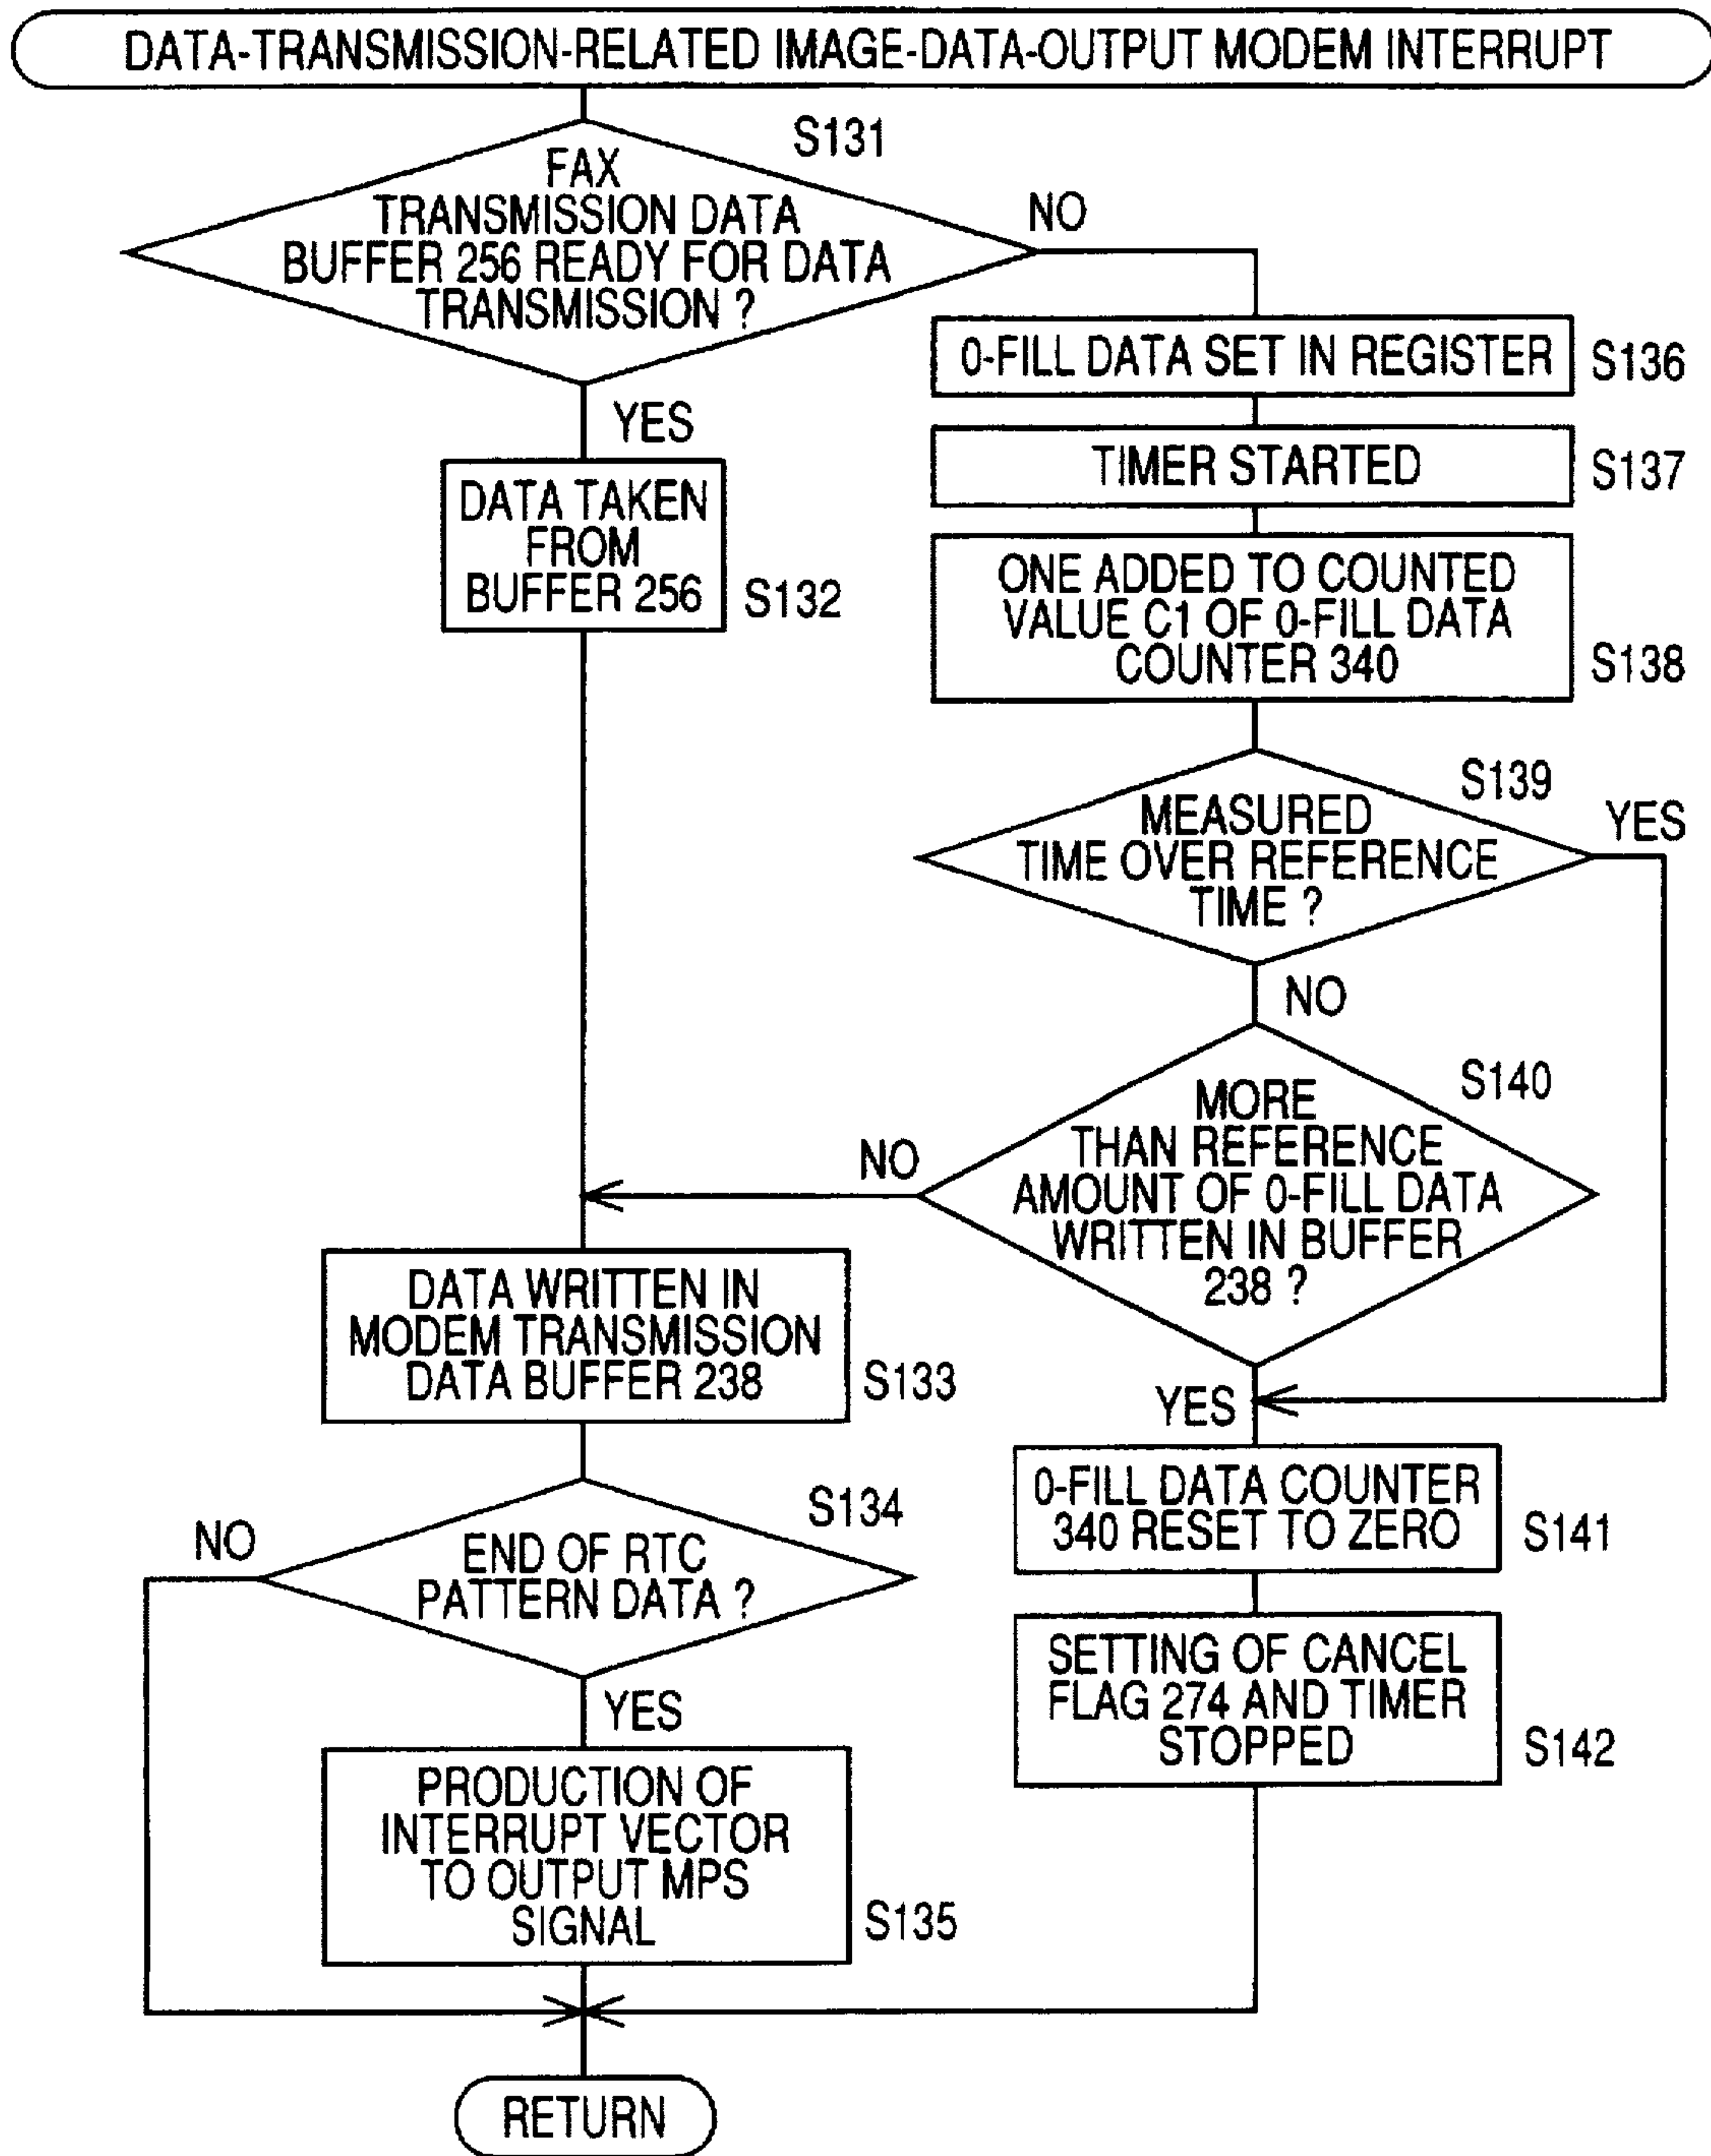 DATA-TRANSMISSION-RELATED IMAGE-DATA-OUTPUT MODEM INTERRUPT
S131
FAX
TRANSMISSION DATA
BUFFER 256 READY FOR DATA
TRANSMISSION ?
NO
YES
DATA TAKEN
FROM
BUFFER 256
S132
0-FILL DATA SET IN REGISTER
S136
TIMER STARTED
S137
ONE ADDED TO COUNTED
VALUE C1 OF 0-FILL DATA
COUNTER 340
S138
S139
MEASURED
TIME OVER REFERENCE
TIME ?
YES
NO
S140
MORE
THAN REFERENCE
AMOUNT OF 0-FILL DATA
WRITTEN IN BUFFER
238 ?
NO
YES
DATA WRITTEN IN
MODEM TRANSMISSION
DATA BUFFER 238
S133
S134
END OF RTC
PATTERN DATA ?
NO
YES
PRODUCTION OF
INTERRUPT VECTOR
TO OUTPUT MPS
SIGNAL
S135
0-FILL DATA COUNTER
340 RESET TO ZERO
S141
SETTING OF CANCEL
FLAG 274 AND TIMER
STOPPED
S142
RETURN